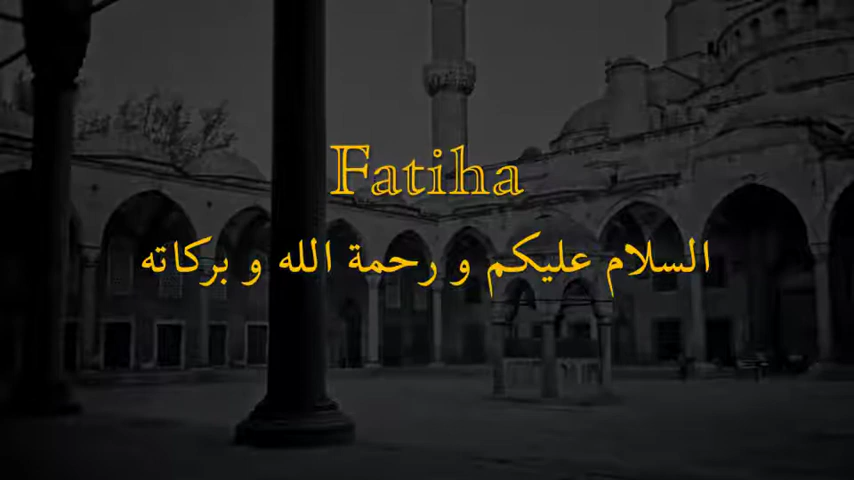 Fatiha
السلام عليكم و رحمة الله و بركاته